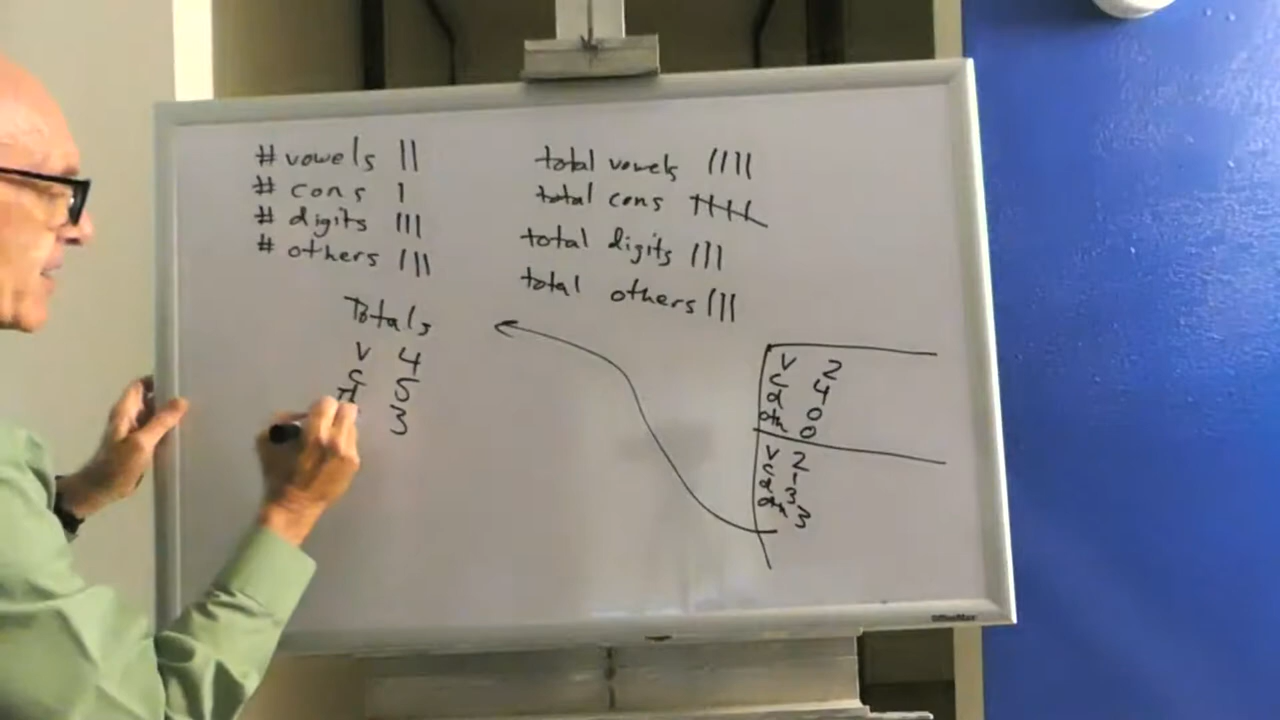 # vowels ||
# cons |
# digits |||
# others |||
total vowels ||||
total cons ||||
total digits |||
total others |||
Totals
v 4
c 5
d 3
v 2
c 4
d 0
oth 0
v 2
c 1
d 3
oth 3
OfficeMax